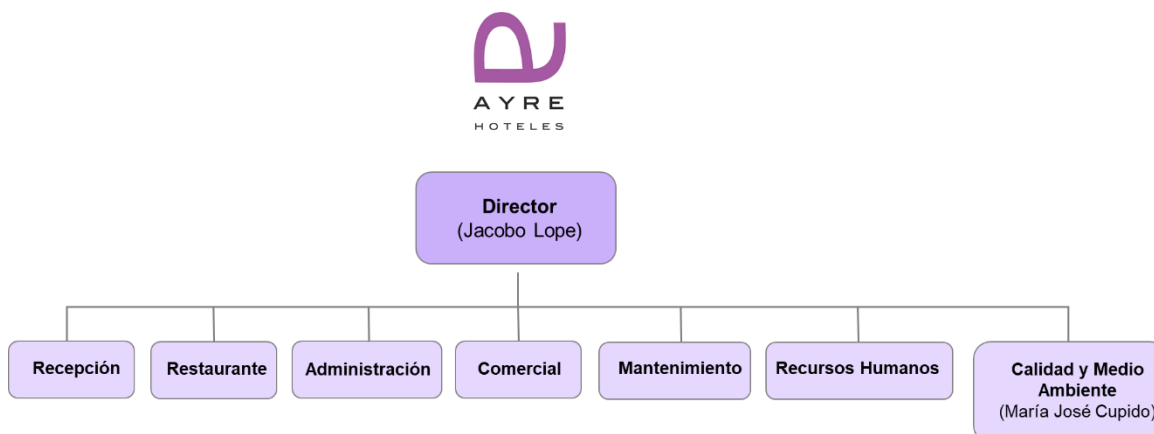 AYRE
HOTELES
Director
(Jacobo Lope)
Recepción
Restaurante
Administración
Comercial
Mantenimiento
Recursos Humanos
Calidad y Medio
Ambiente
(María José Cupido)